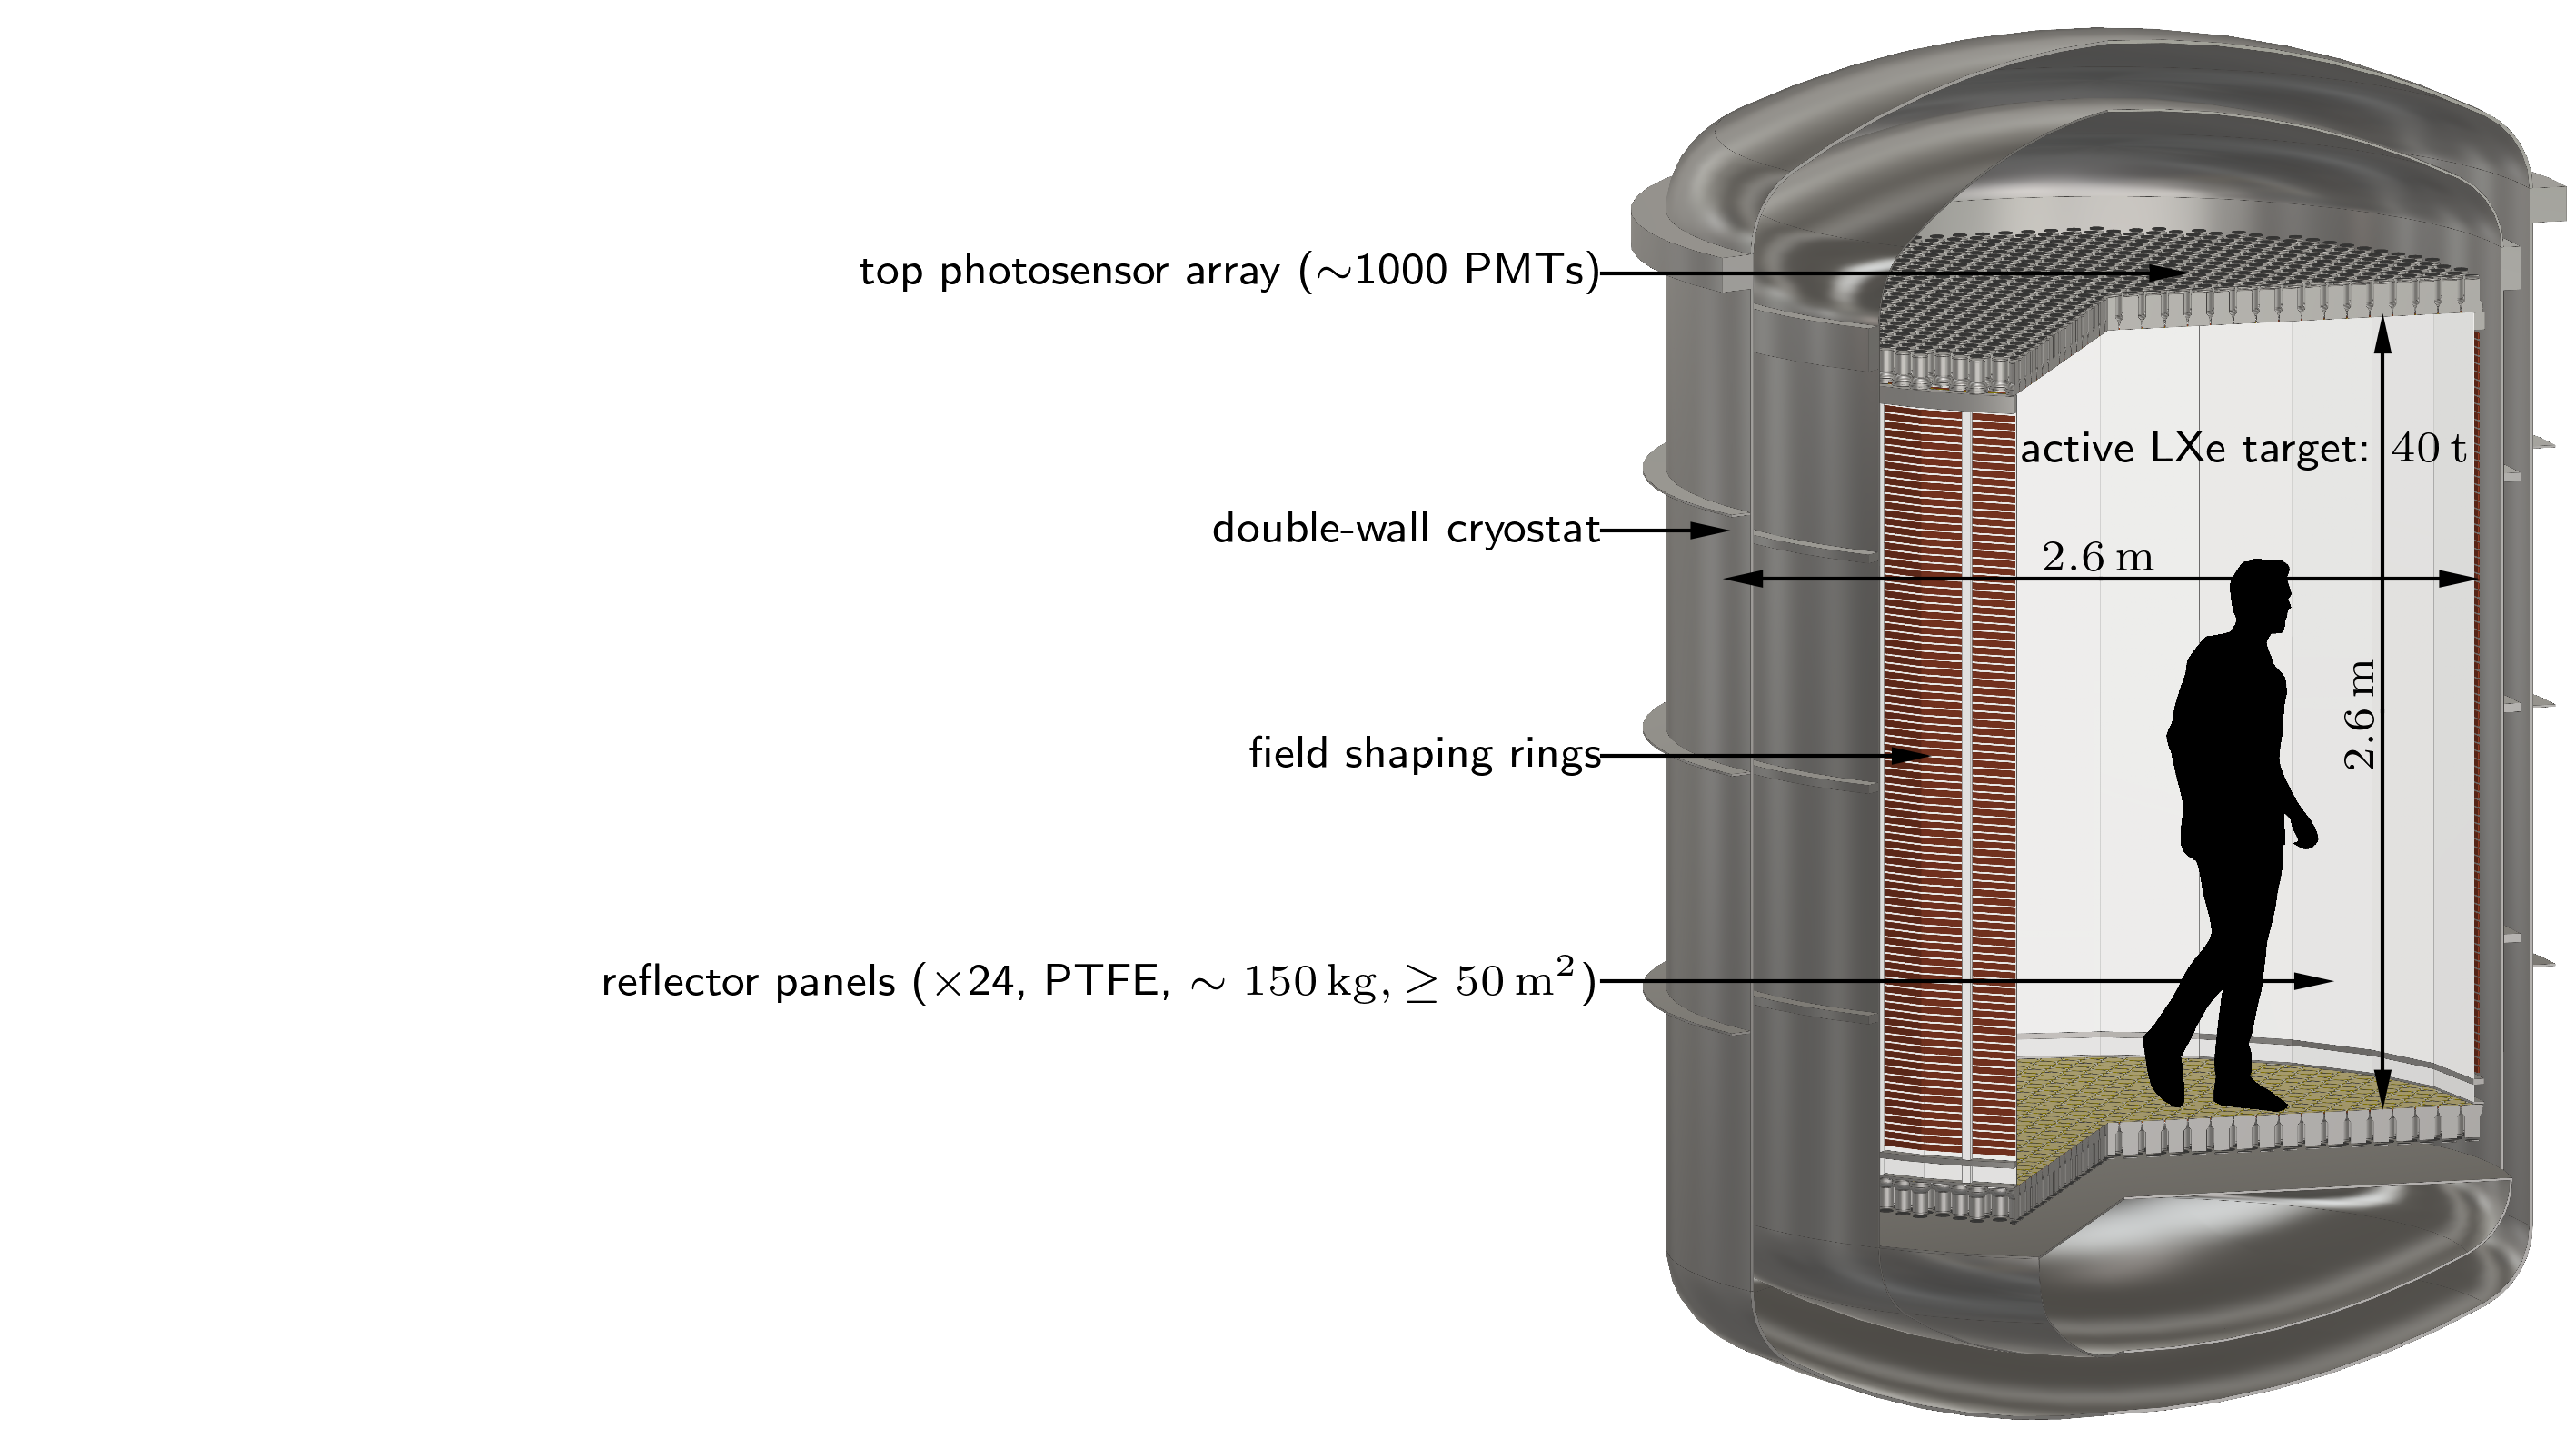 top photosensor array (∼1000 PMTs)
active LXe target: 40 t
double-wall cryostat
2.6 m
2.6 m
field shaping rings
reflector panels (×24, PTFE, ∼ 150 kg, ≥ 50 m²)